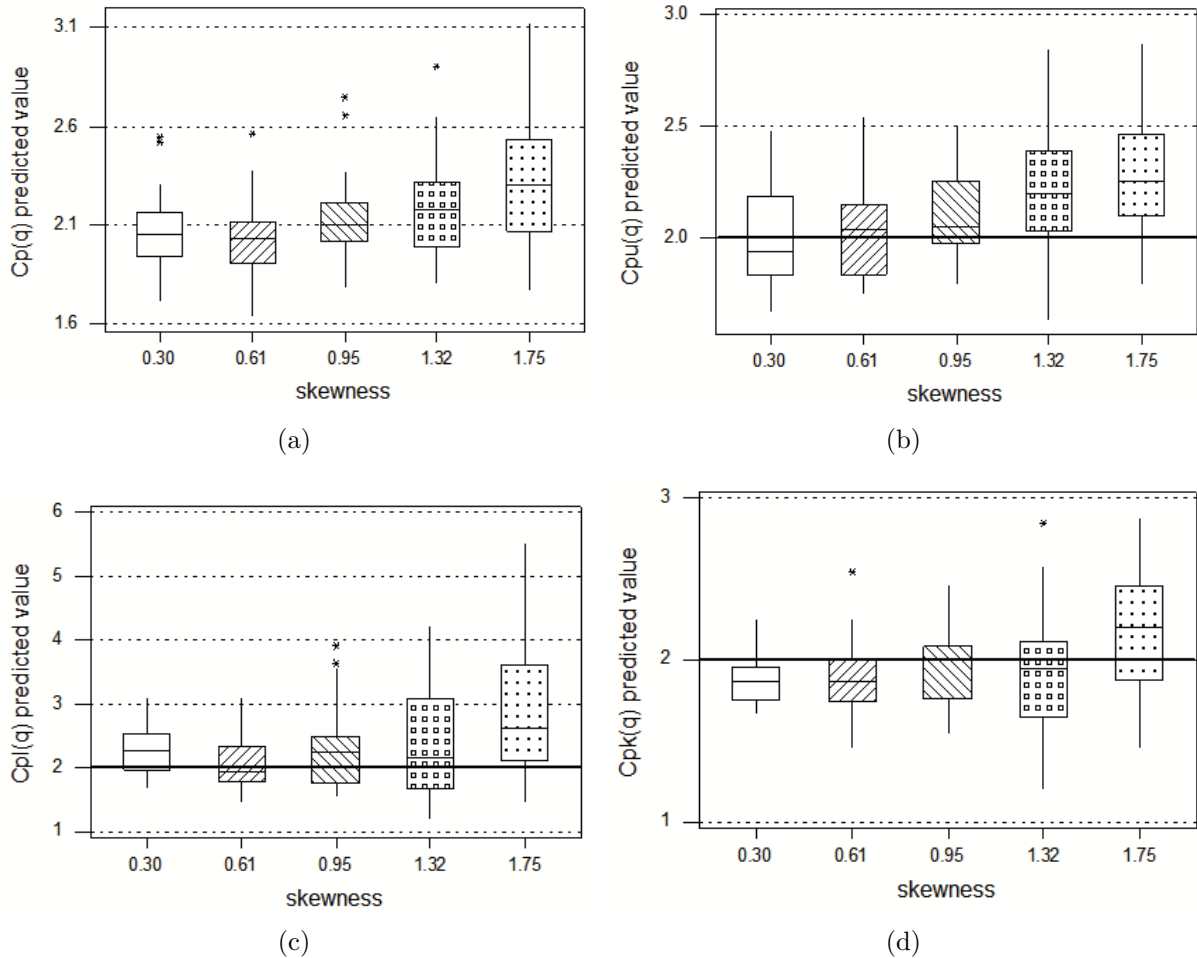 Cp(q) predicted value
3.1
2.6
2.1
1.6
0.30 0.61 0.95 1.32 1.75
skewness
(a)
Cpu(q) predicted value
3.0
2.5
2.0
0.30 0.61 0.95 1.32 1.75
skewness
(b)
Cpl(q) predicted value
6
5
4
3
2
1
0.30 0.61 0.95 1.32 1.75
skewness
(c)
Cpk(q) predicted value
3
2
1
0.30 0.61 0.95 1.32 1.75
skewness
(d)